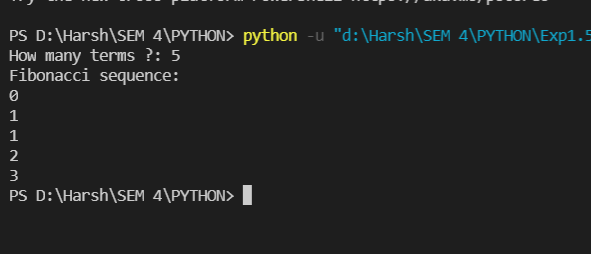 PS D:\Harsh\SEM 4\PYTHON> python -u "d:\Harsh\SEM 4\PYTHON\Exp1.5
How many terms ?: 5
Fibonacci sequence:
0
1
1
2
3
PS D:\Harsh\SEM 4\PYTHON>